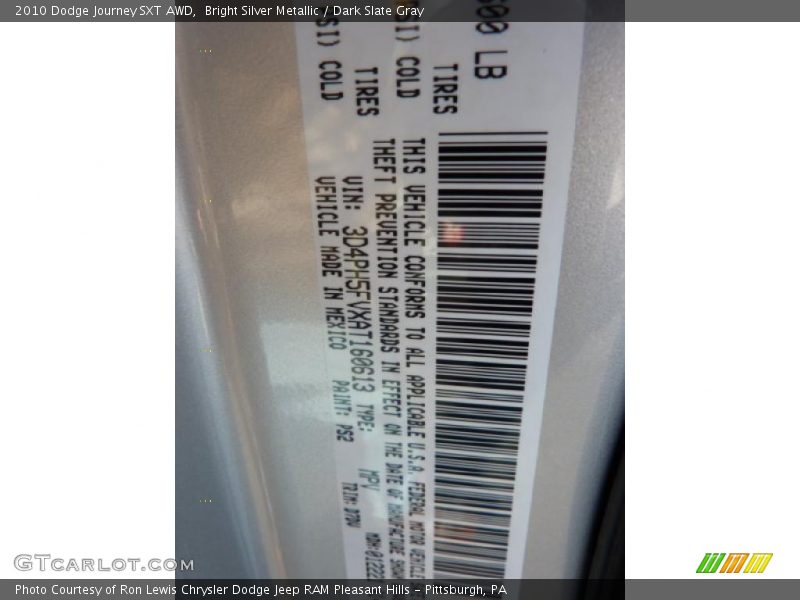 2010 Dodge Journey SXT AWD,  Bright Silver Metallic / Dark Slate Gray
LB
TIRES
COLD
TIRES
COLD
THIS VEHICLE CONFORMS TO ALL APPLICABLE U.S.A. FEDERAL MOTOR VEHICLE
THEFT PREVENTION STANDARDS IN EFFECT ON THE DATE OF MANUFACTURE
VIN: 3D4PH5FVXAT160613 TYPE: MPV
VEHICLE MADE IN MEXICO PAINT: PS2 TRIM:
GTCarlot.com
Photo Courtesy of Ron Lewis Chrysler Dodge Jeep RAM Pleasant Hills - Pittsburgh, PA